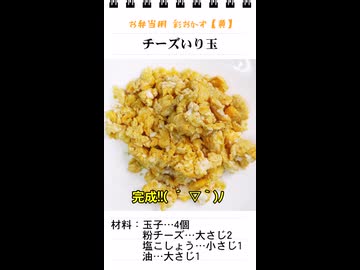 お弁当用 彩おかず【黄】
チーズいり玉
完成!!( ゜▽゜)ﾉ
材料：玉子…4個
粉チーズ…大さじ2
塩こしょう…小さじ1
油…大さじ1